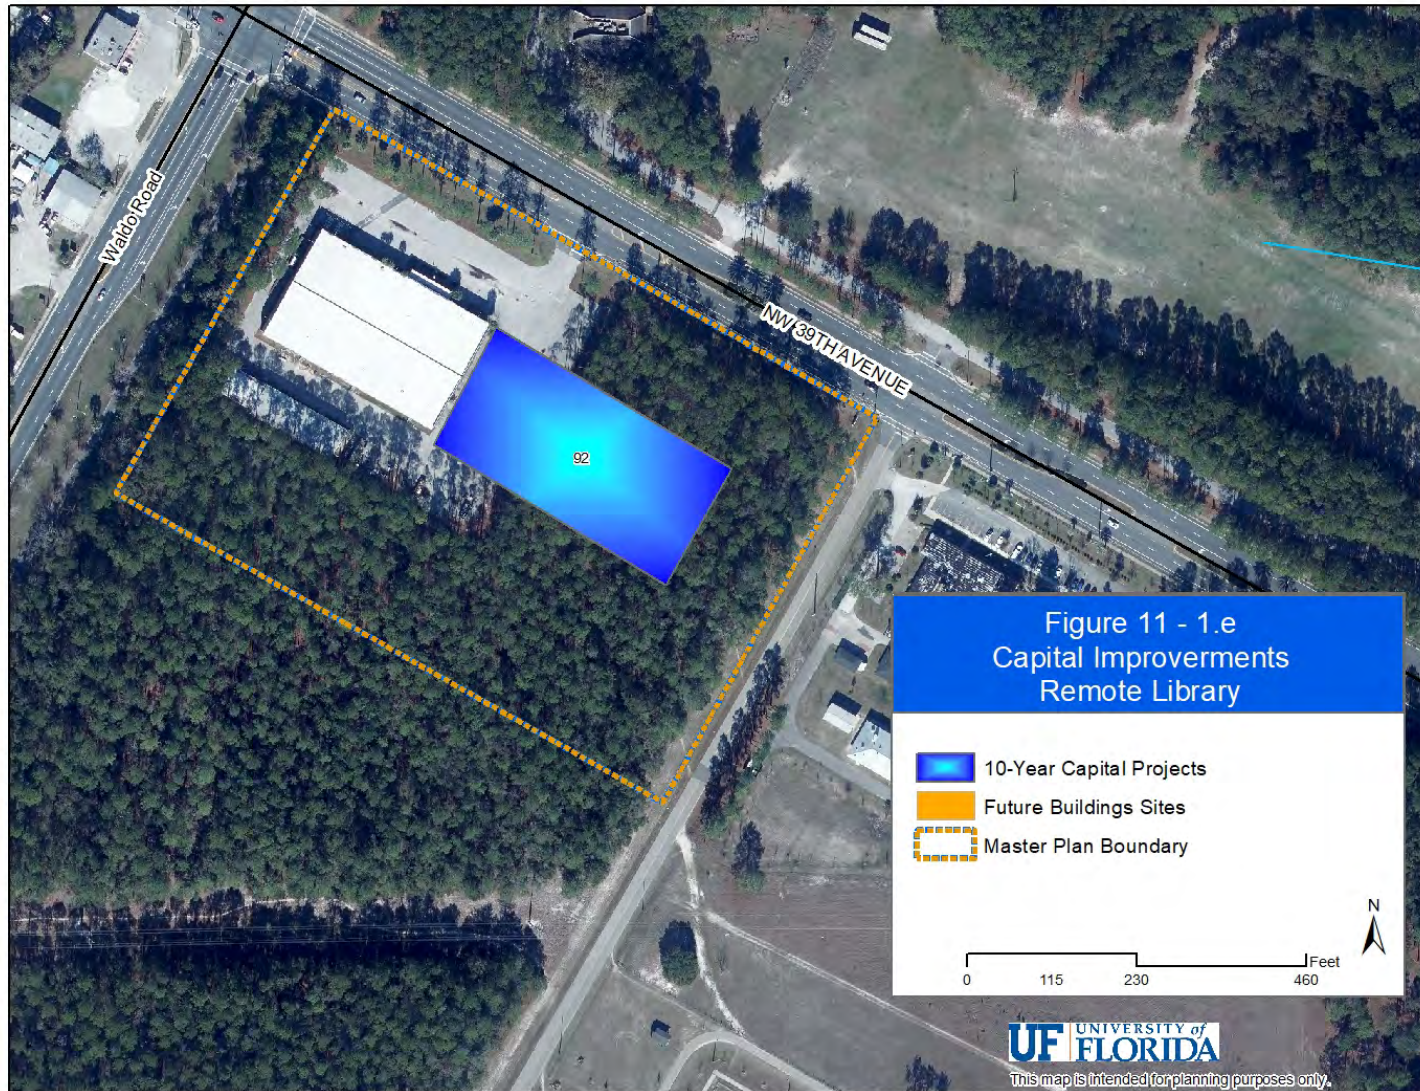 Waldo Road
NW 39TH AVENUE
92
Figure 11 - 1.e
Capital Improverments
Remote Library
10-Year Capital Projects
Future Buildings Sites
Master Plan Boundary
N
Feet
0 115 230 460
UF UNIVERSITY of
FLORIDA
This map is intended for planning purposes only.